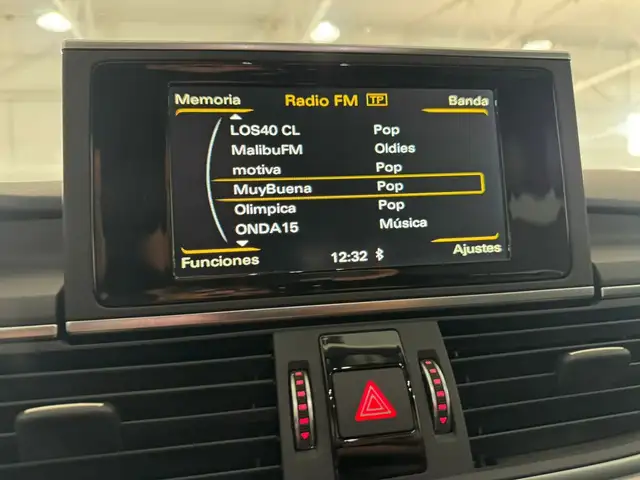 Memoria Radio FM TP Banda
LOS40 CL Pop
MalibuFM Oldies
motiva Pop
MuyBuena Pop
Olimpica Pop
ONDA15 Música
Funciones 12:32 Ajustes